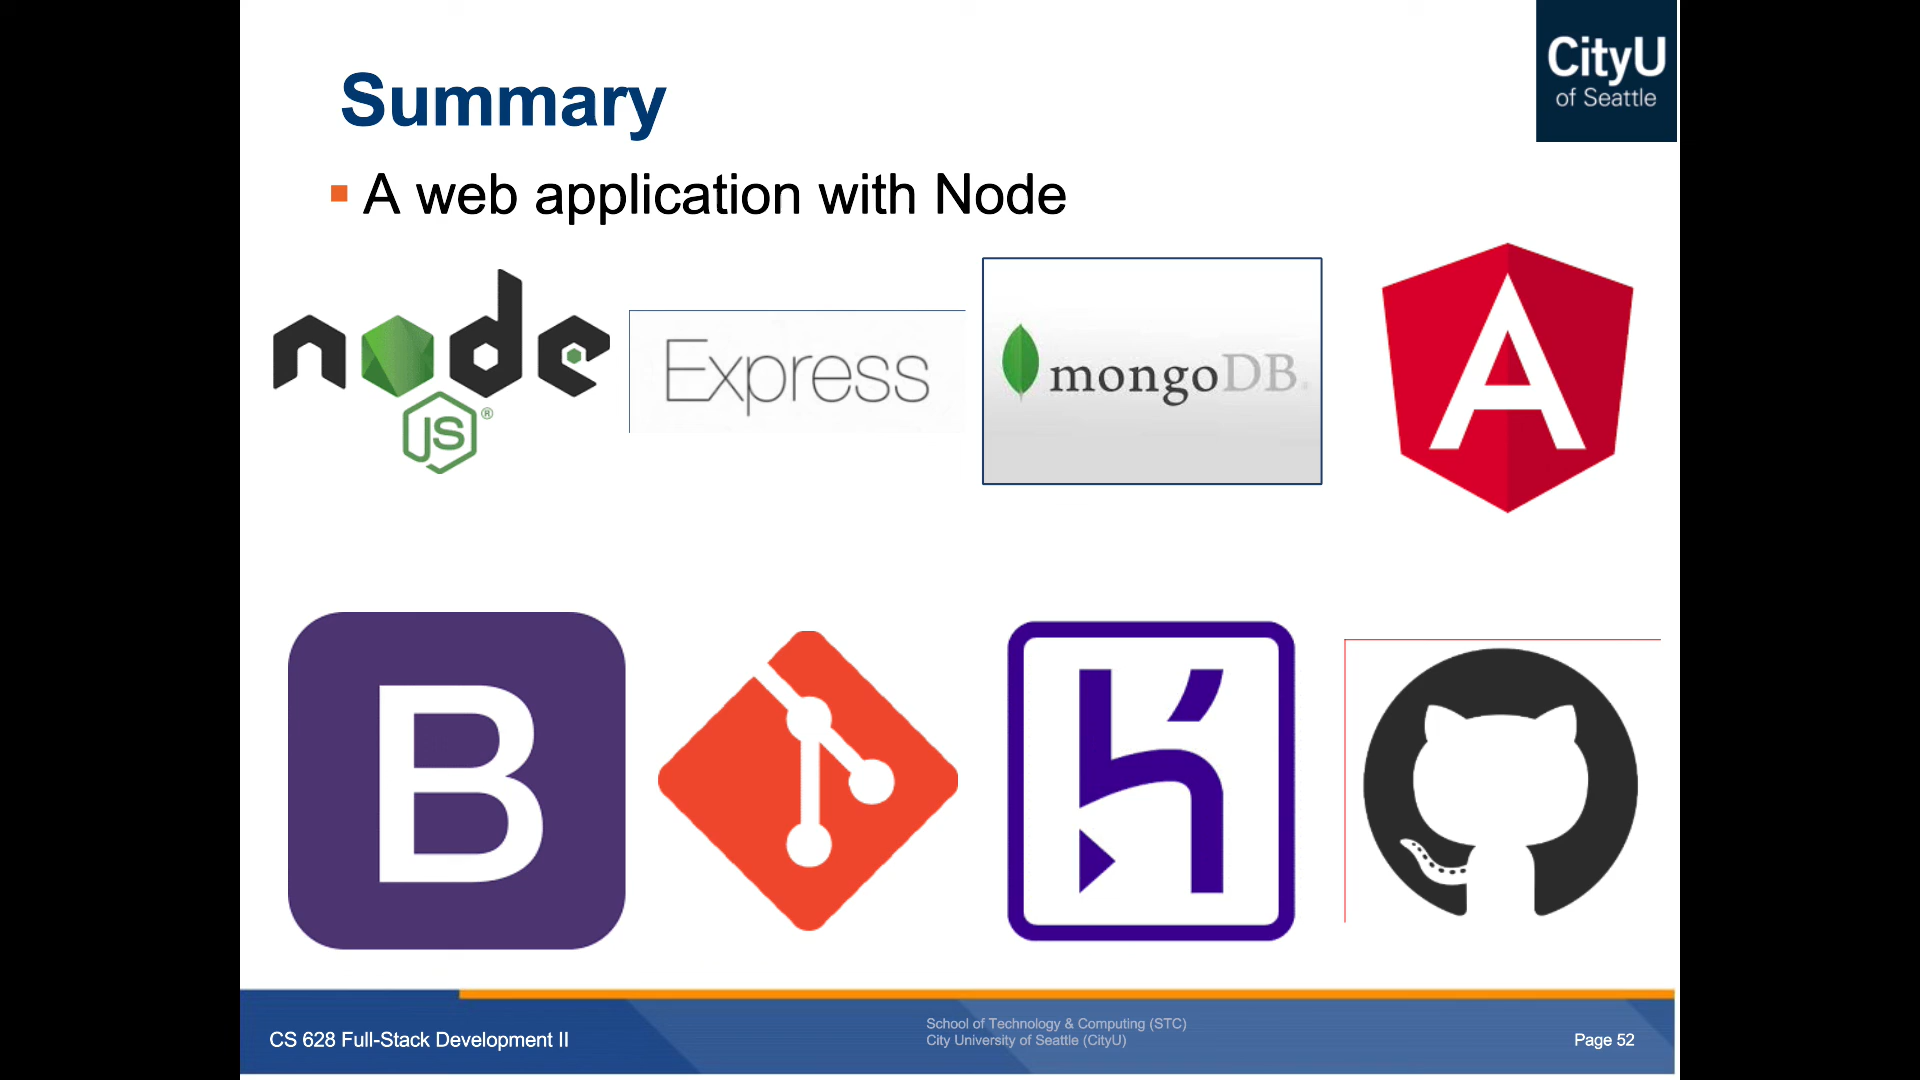 CityU
of Seattle
Summary
A web application with Node
node
JS®
Express
mongoDB®
A
B
CS 628 Full-Stack Development II
School of Technology & Computing (STC)
City University of Seattle (CityU)
Page 52